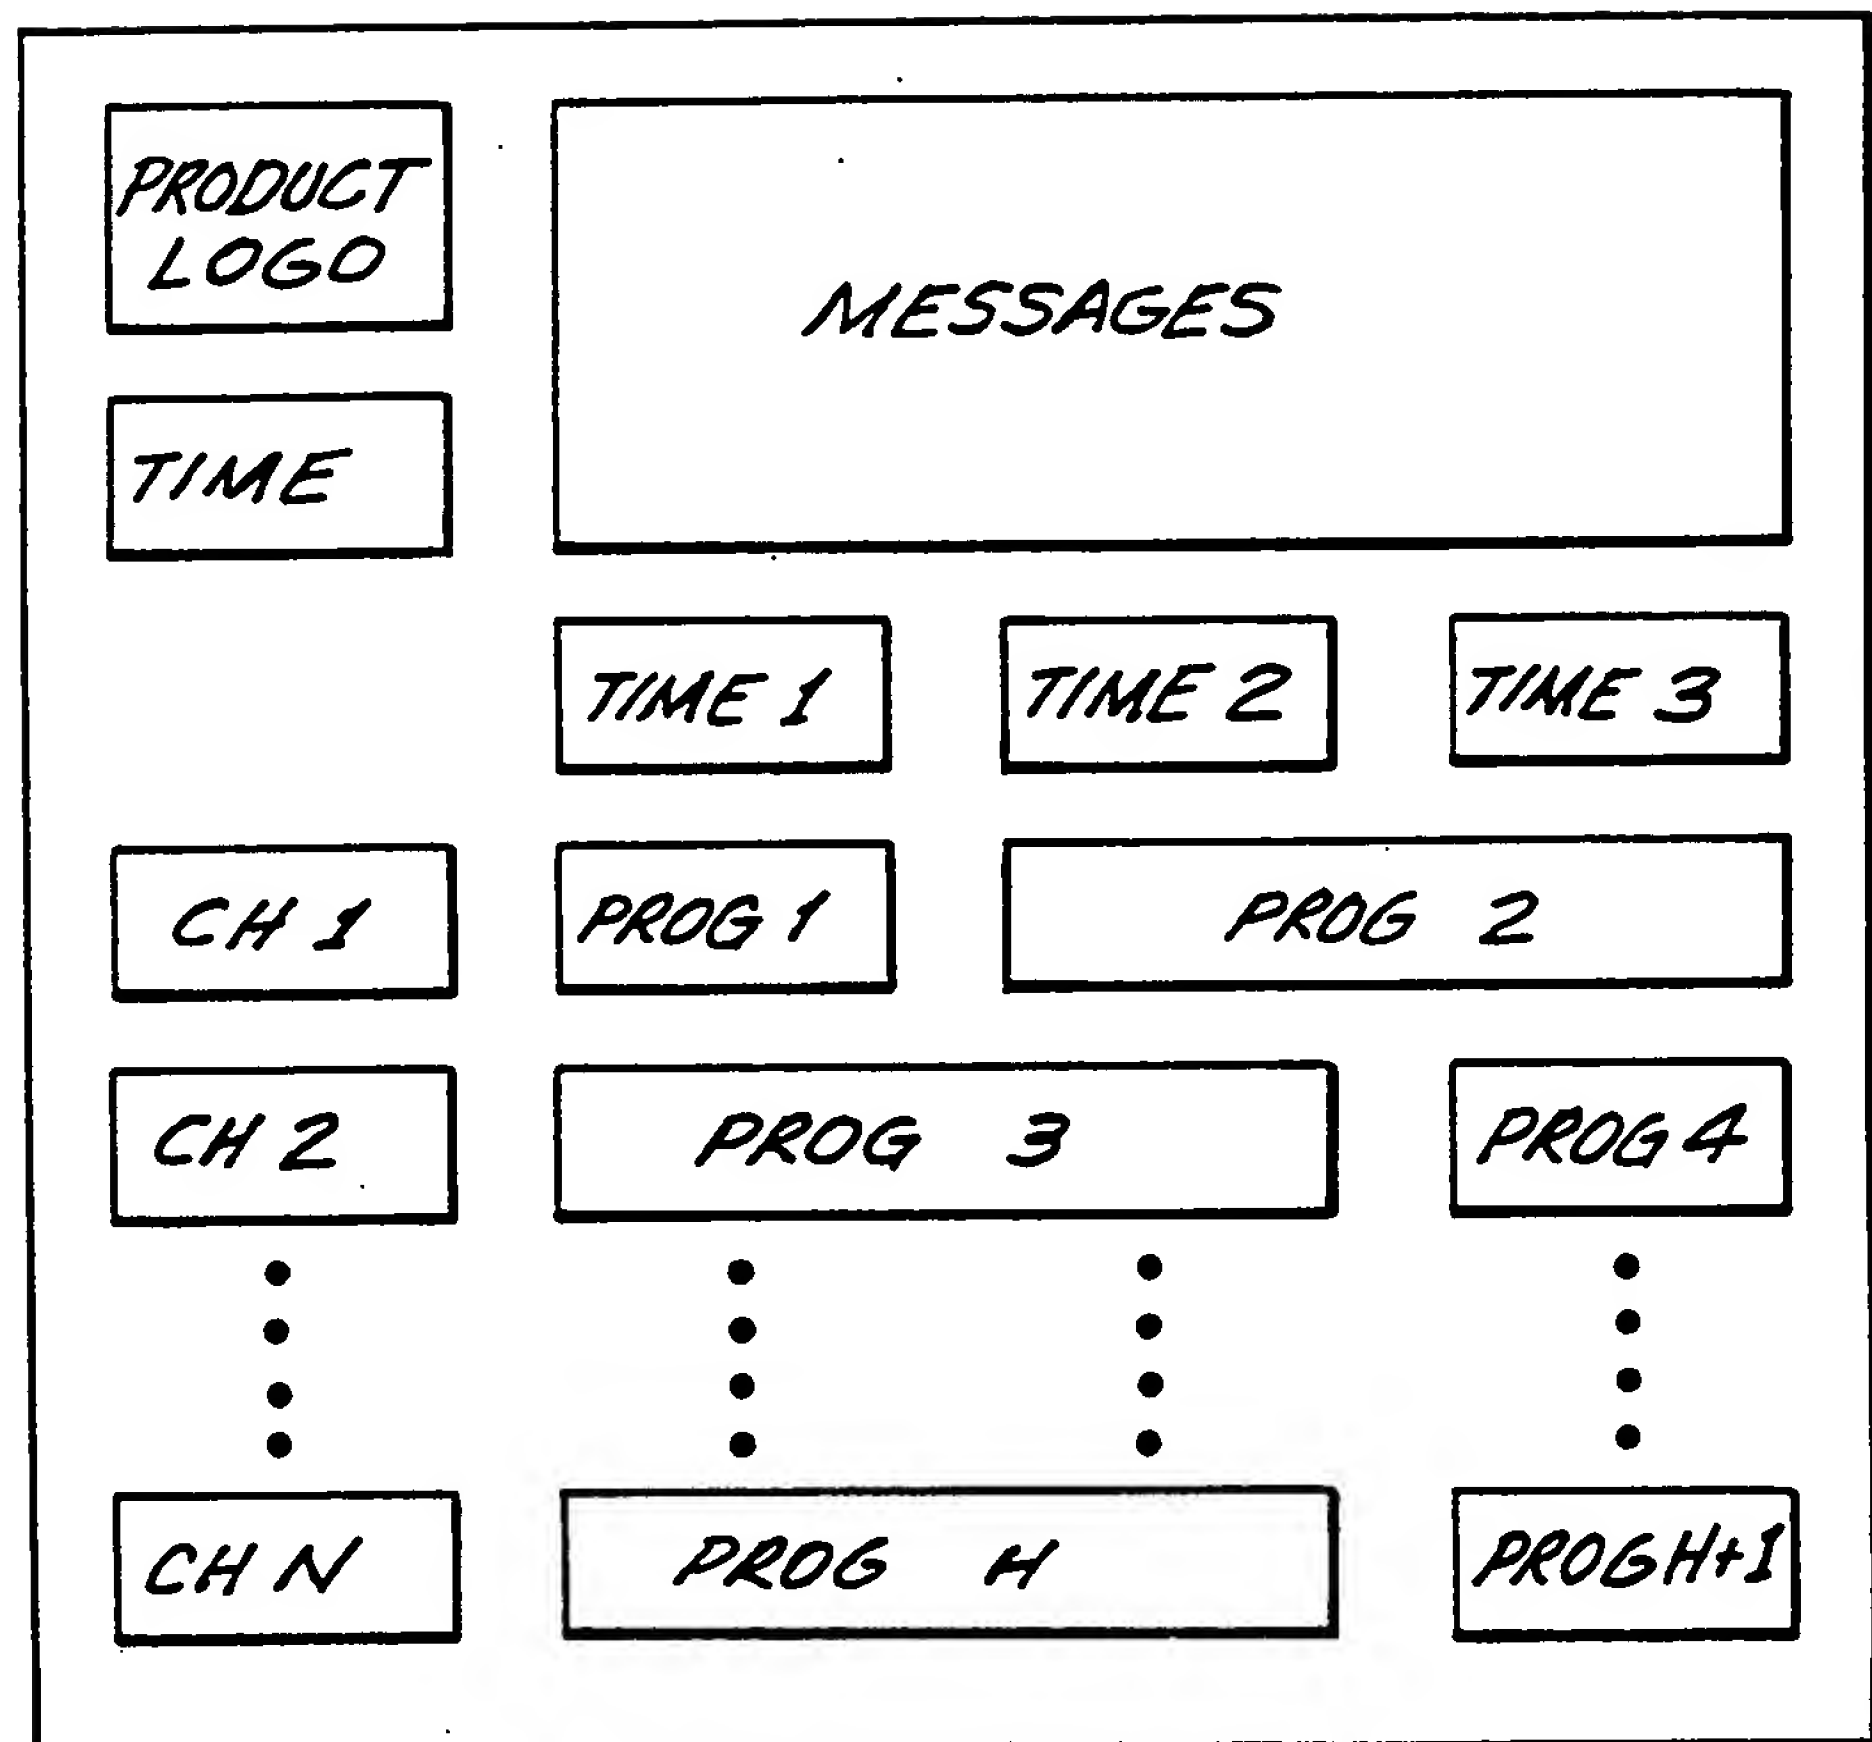 PRODUCT
LOGO
MESSAGES
TIME
TIME 1
TIME 2
TIME 3
CH 1
PROG 1
PROG 2
CH 2
PROG 3
PROG 4
CH N
PROG H
PROG H+1